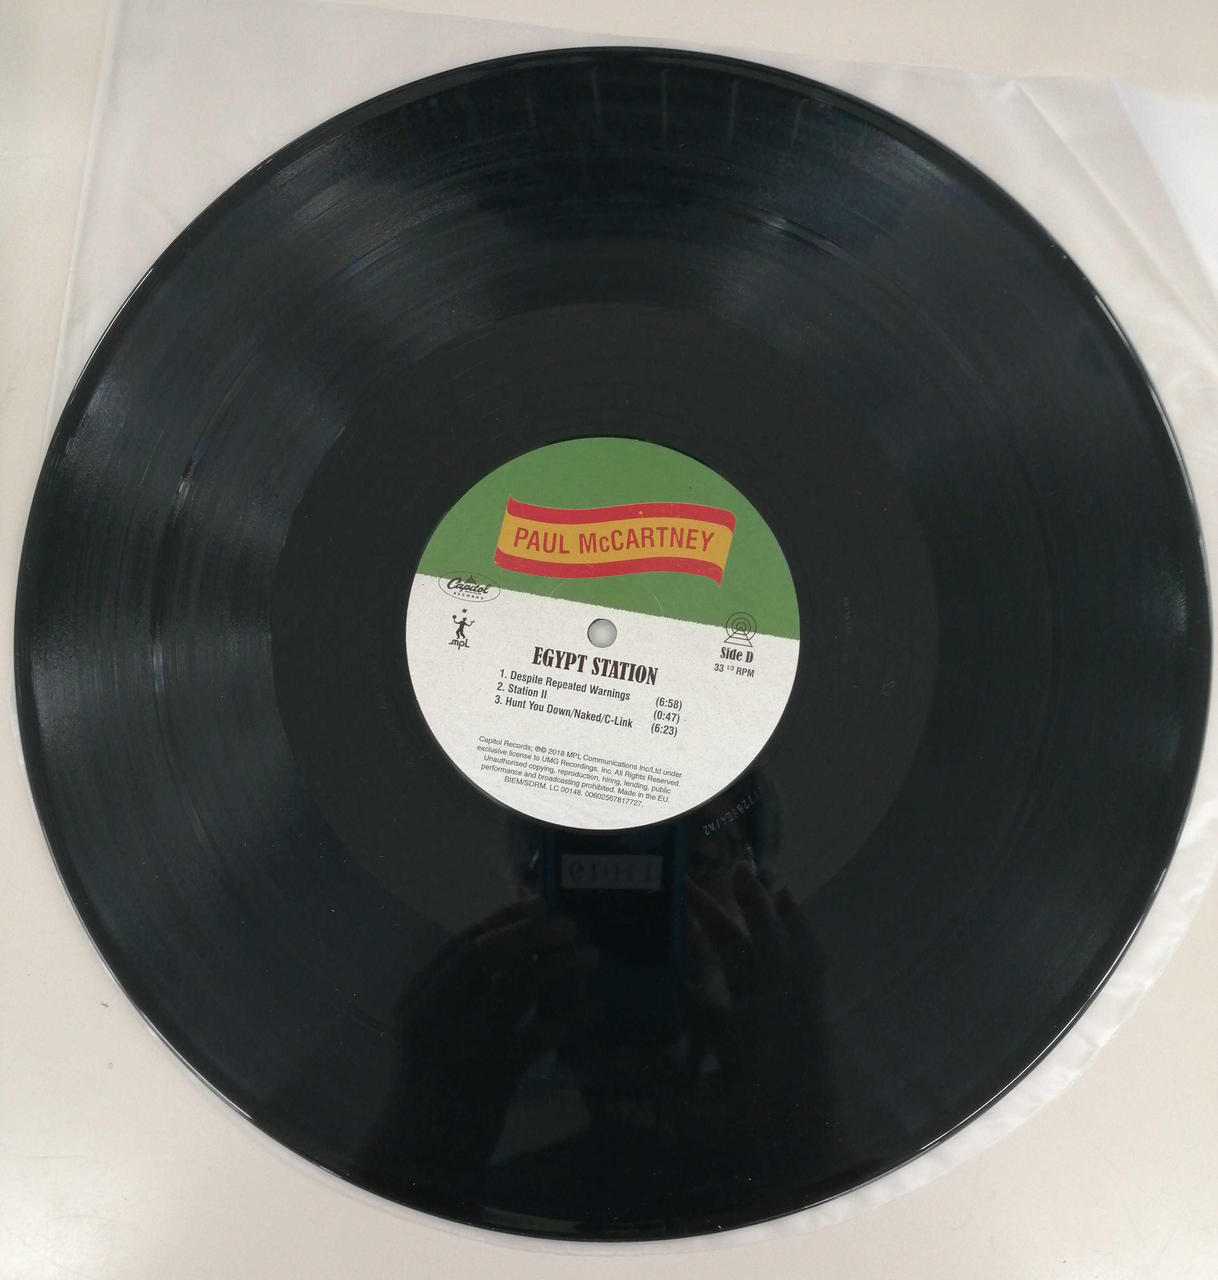 PAUL McCARTNEY
Capitol
RECORDS
mpL
Side D
33 1/3 RPM
EGYPT STATION
1. Despite Repeated Warnings (6:58)
2. Station II (0:47)
3. Hunt You Down/Naked/C-Link (6:23)
Capitol Records; ℗© 2018 MPL Communications Inc/Ltd under
exclusive license to UMG Recordings, Inc. All Rights Reserved.
Unauthorised copying, reproduction, hiring, lending, public
performance and broadcasting prohibited. Made in the EU.
BIEM/SDRM. LC 00148. 00602567817727.